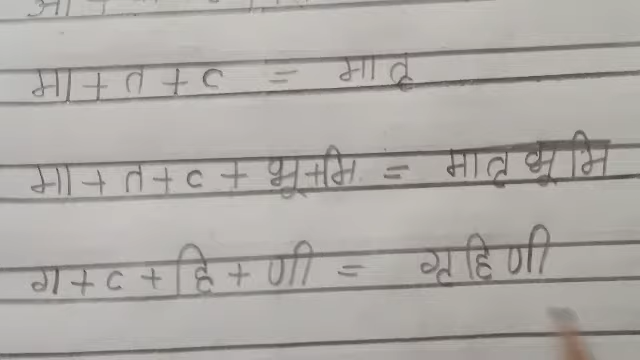 मा + त + ृ = मातृ
मा + त + ृ + भू + मि = मातृ भू मि
ग + ृ + हि + णी = गृहिणी